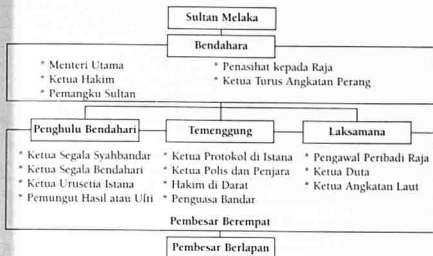 Sultan Melaka
Bendahara
* Menteri Utama
* Ketua Hakim
* Pemangku Sultan
* Penasihat kepada Raja
* Ketua Turus Angkatan Perang
Penghulu Bendahari
* Ketua Segala Syahbandar
* Ketua Segala Bendahari
* Ketua Urusetia Istana
* Pemungut Hasil atau Ufti
Temenggung
* Ketua Protokol di Istana
* Ketua Polis dan Penjara
* Hakim di Darat
* Penguasa Bandar
Laksamana
* Pengawal Peribadi Raja
* Ketua Duta
* Ketua Angkatan Laut
Pembesar Berempat
Pembesar Berlapan